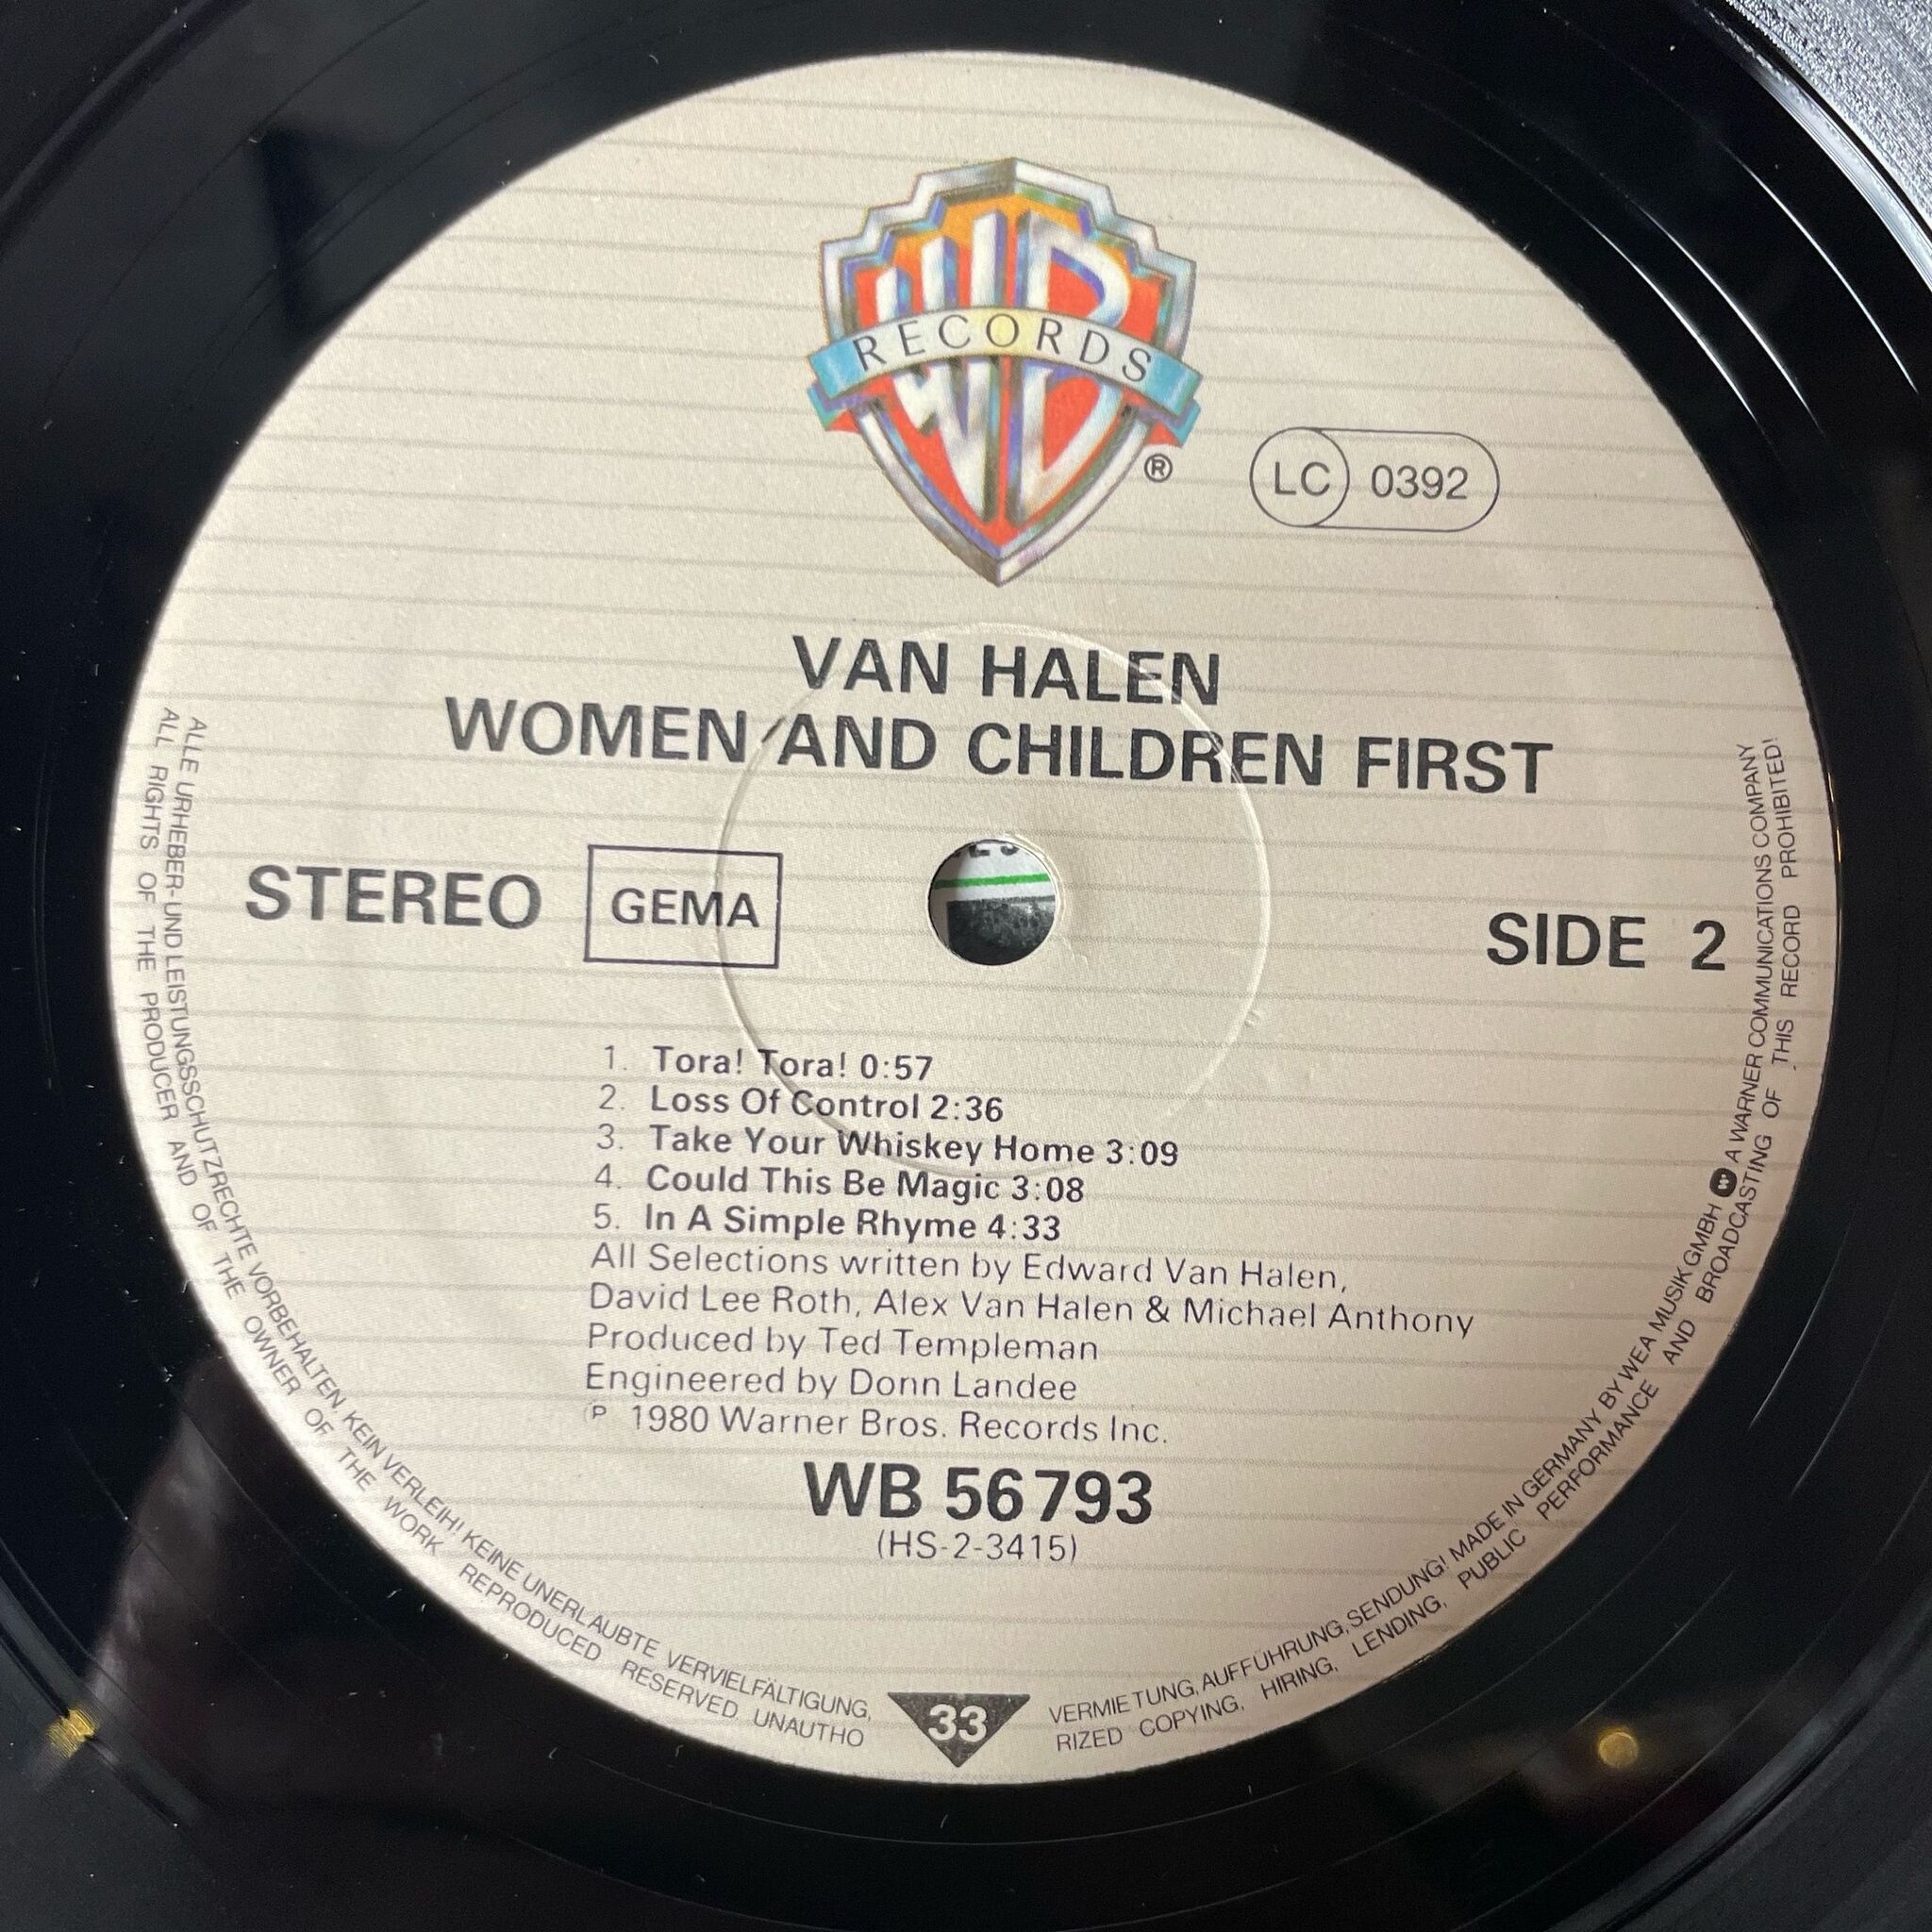 WB
RECORDS
®
LC 0392
VAN HALEN
WOMEN AND CHILDREN FIRST
STEREO GEMA SIDE 2
1. Tora! Tora! 0:57
2. Loss Of Control 2:36
3. Take Your Whiskey Home 3:09
4. Could This Be Magic 3:08
5. In A Simple Rhyme 4:33
All Selections written by Edward Van Halen,
David Lee Roth, Alex Van Halen & Michael Anthony
Produced by Ted Templeman
Engineered by Donn Landee
℗ 1980 Warner Bros. Records Inc.
WB 56 793
(HS-2-3415)
33
ALLE URHEBER- UND LEISTUNGSSCHUTZRECHTE VORBEHALTEN. KEIN VERLEIH! KEINE UNERLAUBTE VERVIELFÄLTIGUNG, VERMIETUNG, AUFFÜHRUNG, SENDUNG! MADE IN GERMANY BY WEA MUSIK GMBH A WARNER COMMUNICATIONS COMPANY
ALL RIGHTS OF THE PRODUCER AND OF THE OWNER OF THE WORK REPRODUCED RESERVED. UNAUTHORIZED COPYING, HIRING, LENDING, PUBLIC PERFORMANCE AND BROADCASTING OF THIS RECORD PROHIBITED!